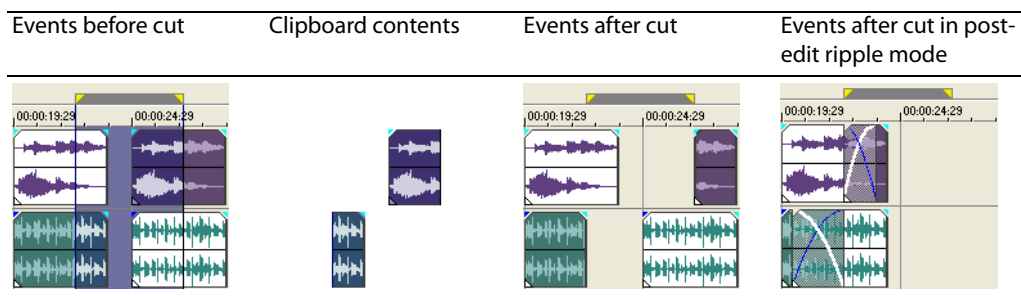 Events before cut
Clipboard contents
Events after cut
Events after cut in post-
edit ripple mode
00:00:19:29 00:00:24:29
00:00:19:29 00:00:24:29
00:00:19:29 00:00:24:29